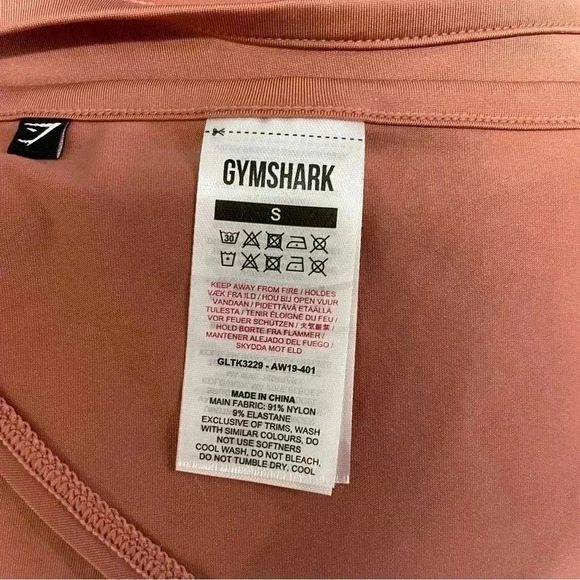 GYMSHARK
S
30
KEEP AWAY FROM FIRE / HOLDES
VÆK FRA ILD / HOU BIJ OPEN VUUR
VANDAAN / PIDETTÄVÄ ETÄÄLLÄ
TULESTA / TENIR ÉLOIGNÉ DU FEU /
VOR FEUER SCHÜTZEN / 火気厳禁 /
HOLD BORTE FRA FLAMMER /
MANTENER ALEJADO DEL FUEGO /
SKYDDA MOT ELD
GLTK3229 - AW19-401
MADE IN CHINA
MAIN FABRIC: 91% NYLON
9% ELASTANE
EXCLUSIVE OF TRIMS, WASH
WITH SIMILAR COLOURS, DO
NOT USE SOFTNERS
COOL WASH, DO NOT BLEACH,
DO NOT TUMBLE DRY, COOL